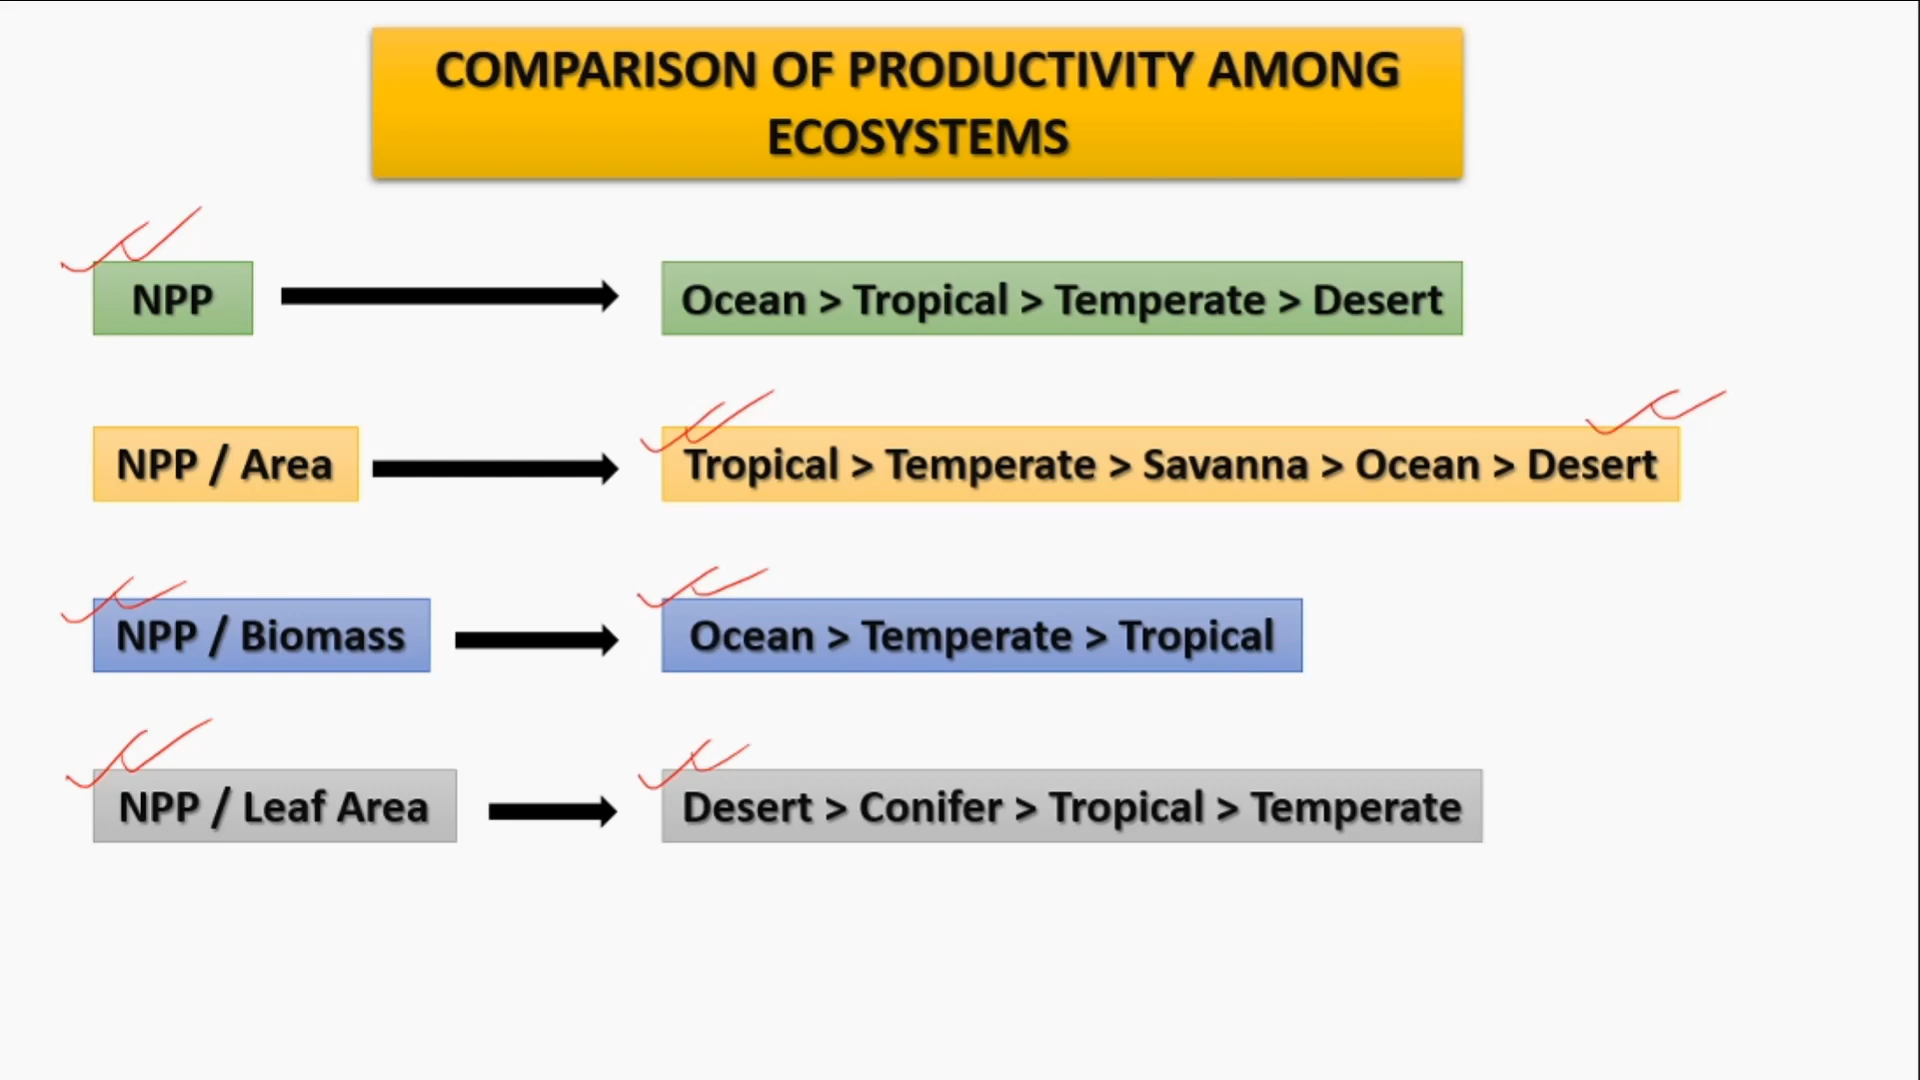 COMPARISON OF PRODUCTIVITY AMONG
ECOSYSTEMS
NPP
Ocean > Tropical > Temperate > Desert
NPP / Area
Tropical > Temperate > Savanna > Ocean > Desert
NPP / Biomass
Ocean > Temperate > Tropical
NPP / Leaf Area
Desert > Conifer > Tropical > Temperate